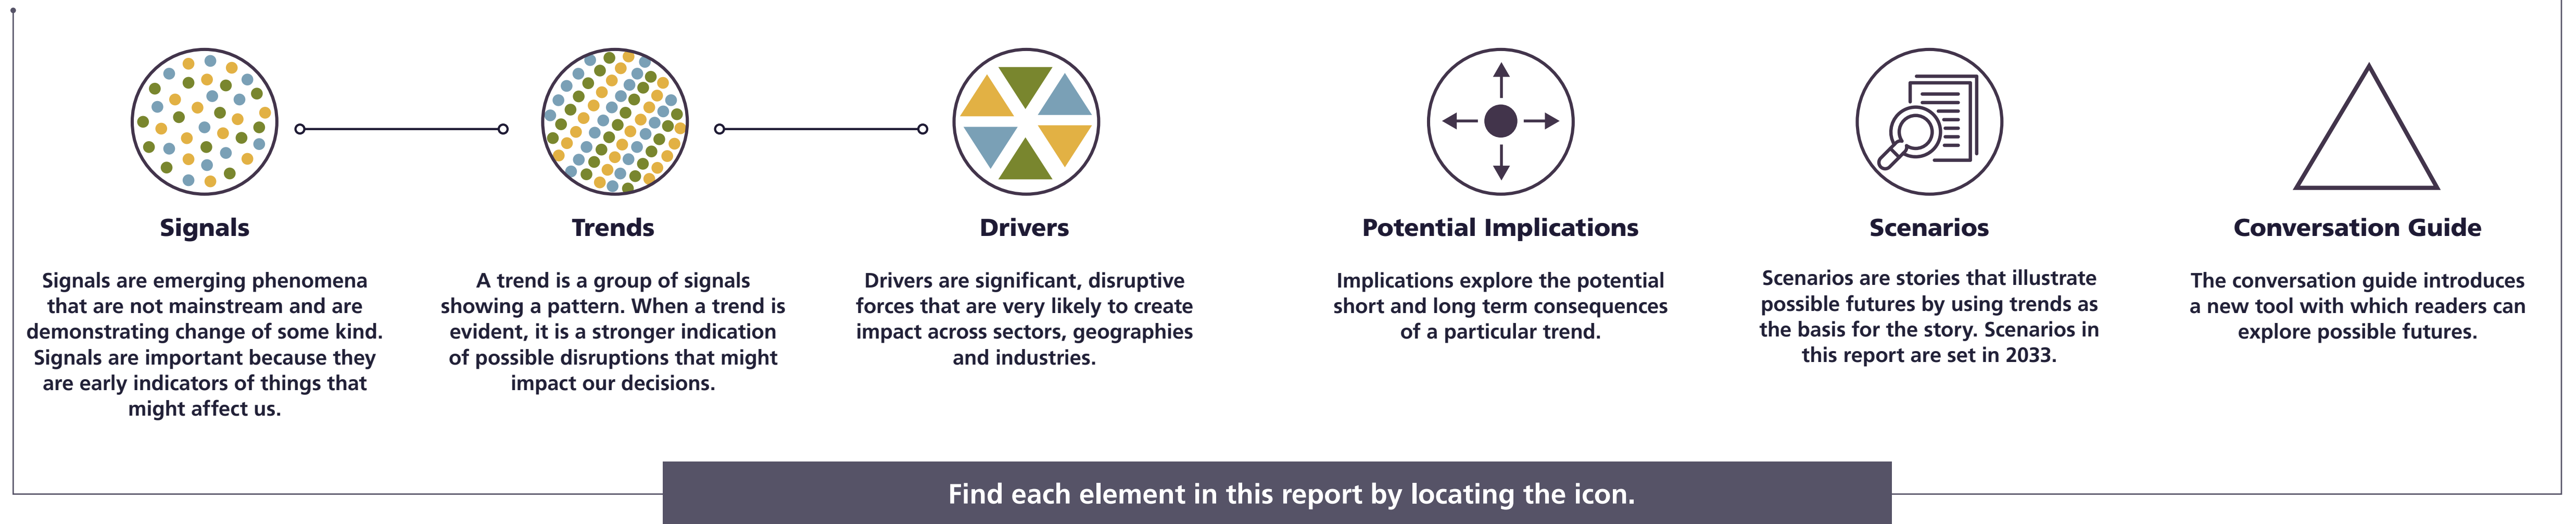 Signals
Signals are emerging phenomena
that are not mainstream and are
demonstrating change of some kind.
Signals are important because they
are early indicators of things that
might affect us.
Trends
A trend is a group of signals
showing a pattern. When a trend is
evident, it is a stronger indication
of possible disruptions that might
impact our decisions.
Drivers
Drivers are significant, disruptive
forces that are very likely to create
impact across sectors, geographies
and industries.
Potential Implications
Implications explore the potential
short and long term consequences
of a particular trend.
Scenarios
Scenarios are stories that illustrate
possible futures by using trends as
the basis for the story. Scenarios in
this report are set in 2033.
Conversation Guide
The conversation guide introduces
a new tool with which readers can
explore possible futures.
Find each element in this report by locating the icon.